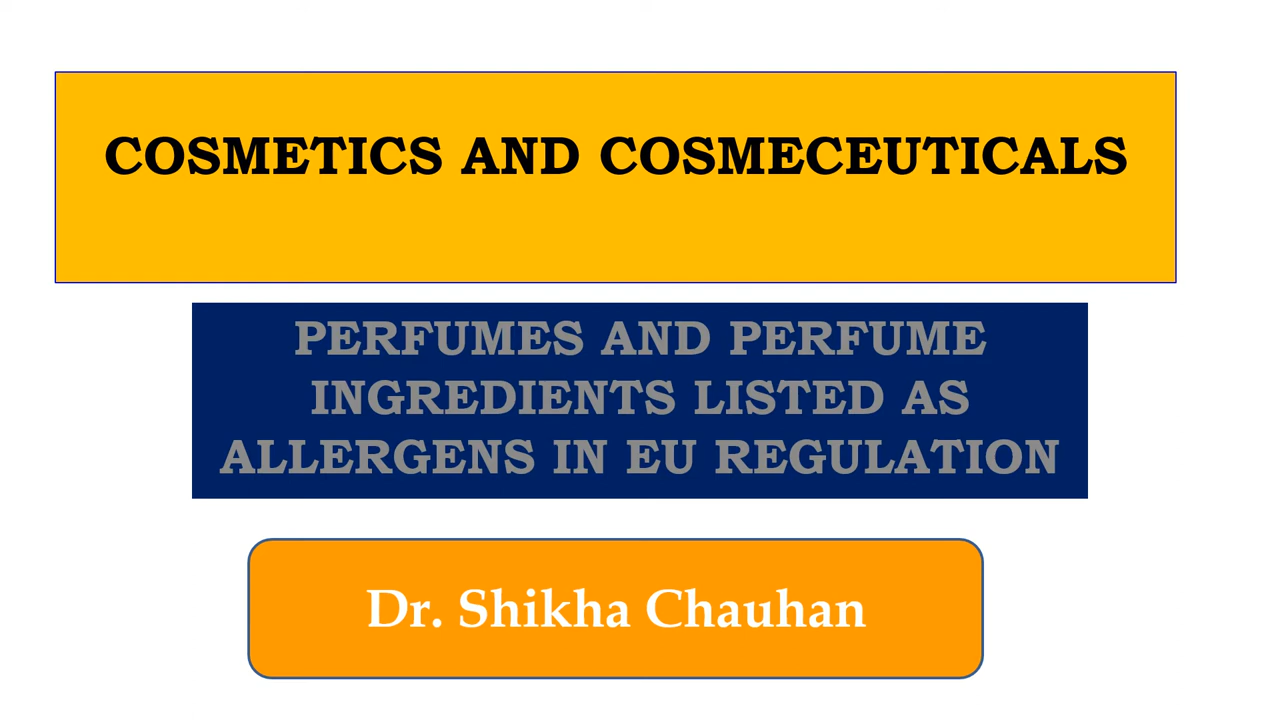 COSMETICS AND COSMECEUTICALS
PERFUMES AND PERFUME
INGREDIENTS LISTED AS
ALLERGENS IN EU REGULATION
Dr. Shikha Chauhan